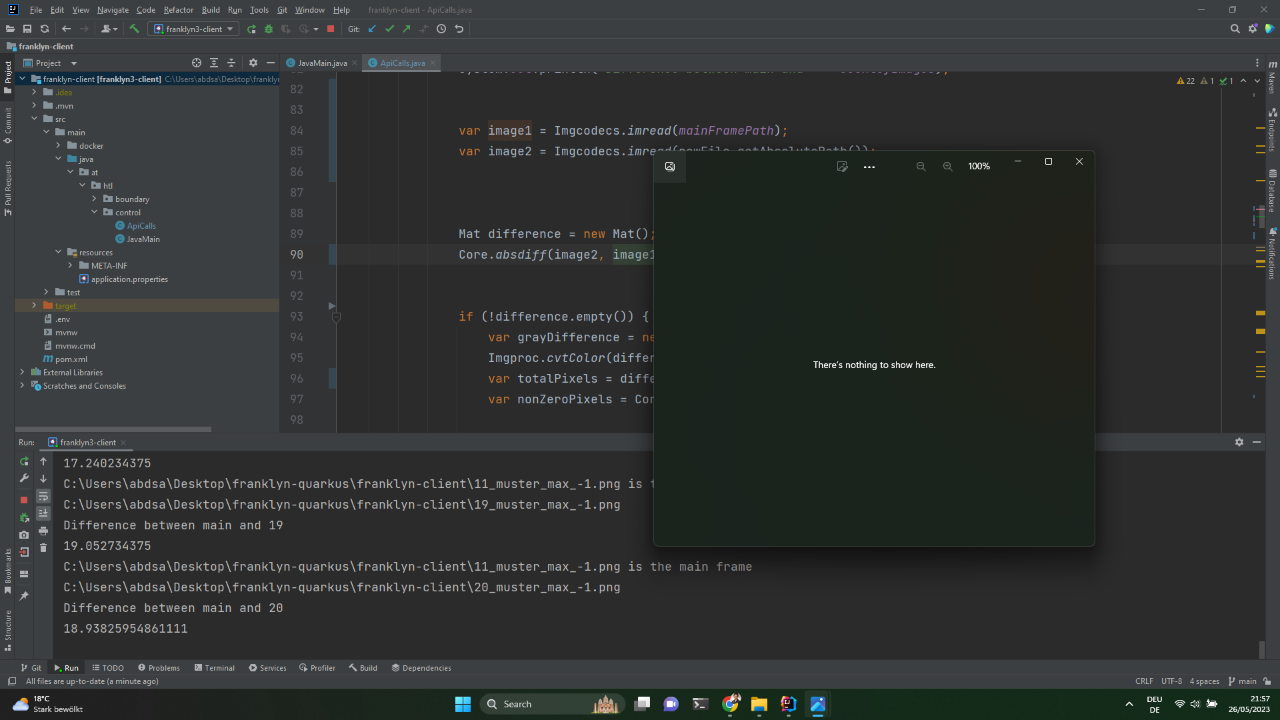 File Edit View Navigate Code Refactor Build Run Tools Git Window Help franklyn-client - ApiCalls.java
franklyn3-client Git:
franklyn-client
Project JavaMain.java ApiCalls.java
franklyn-client [franklyn3-client] C:\Users\abdsa\Desktop\franklyn
.idea
.mvn
src
main
docker
java
at
htl
boundary
control
ApiCalls
JavaMain
resources
META-INF
application.properties
test
target
.env
mvnw
mvnw.cmd
pom.xml
External Libraries
Scratches and Consoles
Project
Commit
Pull Requests
Bookmarks
Structure
22 1 1
82
83
84 var image1 = Imgcodecs.imread(mainFramePath);
85 var image2 = Imgcodecs.imread(newFile.getAbsolutePath());
86
87
88
89 Mat difference = new Mat();
90 Core.absdiff(image2, image1
91
92
93 if (!difference.empty()) {
94 var grayDifference = ne
95 Imgproc.cvtColor(differ
96 var totalPixels = diffe
97 var nonZeroPixels = Cor
98
Maven
Endpoints
Database
Notifications
100%
There's nothing to show here.
Run: franklyn3-client
17.240234375
C:\Users\abdsa\Desktop\franklyn-quarkus\franklyn-client\11_muster_max_-1.png is t
C:\Users\abdsa\Desktop\franklyn-quarkus\franklyn-client\19_muster_max_-1.png
Difference between main and 19
19.052734375
C:\Users\abdsa\Desktop\franklyn-quarkus\franklyn-client\11_muster_max_-1.png is the main frame
C:\Users\abdsa\Desktop\franklyn-quarkus\franklyn-client\20_muster_max_-1.png
Difference between main and 20
18.93825954861111
Git Run TODO Problems Terminal Services Profiler Build Dependencies
All files are up-to-date (a minute ago) CRLF UTF-8 4 spaces main
18°C
Stark bewölkt
Search
DEU
DE
21:57
26/05/2023